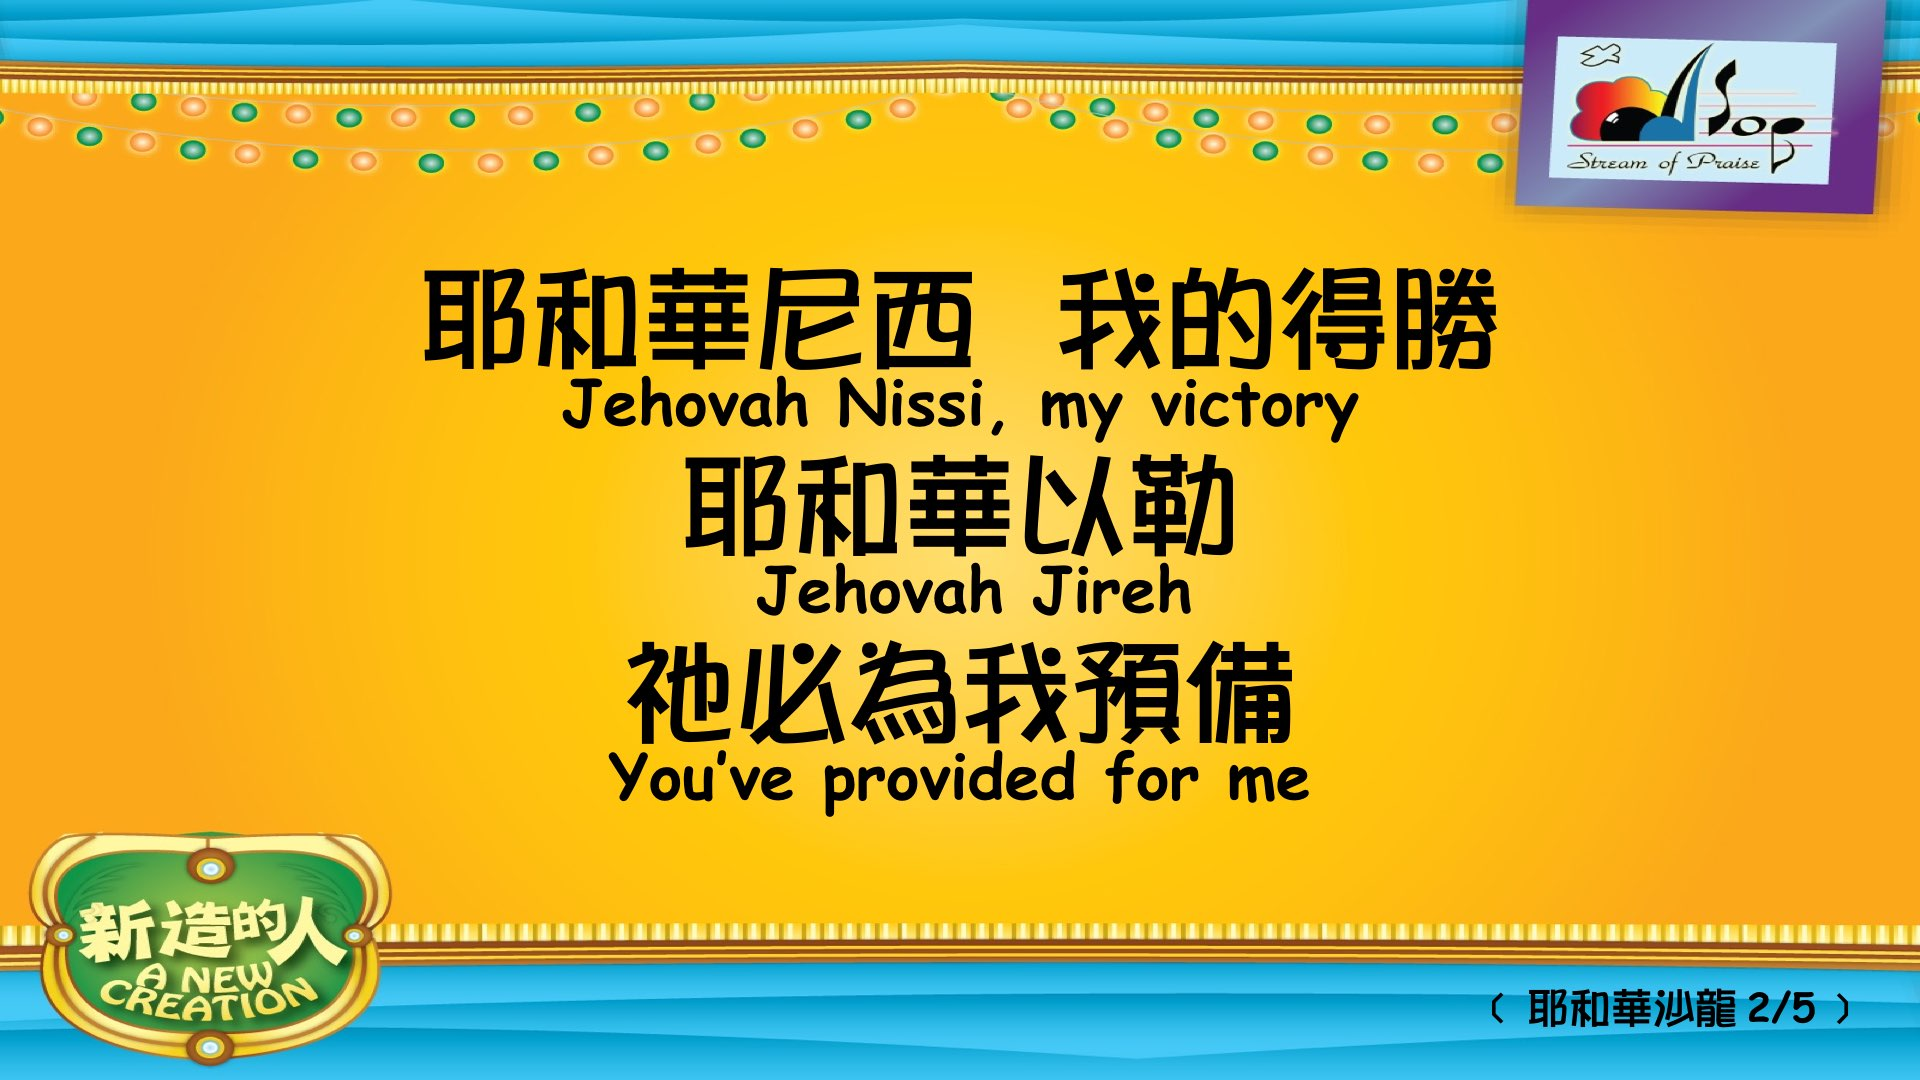 SOP
Stream of Praise
耶和華尼西 我的得勝
Jehovah Nissi, my victory
耶和華以勒
Jehovah Jireh
祂必為我預備
You've provided for me
新造的人
A NEW
CREATION
( 耶和華沙龍 2/5 )